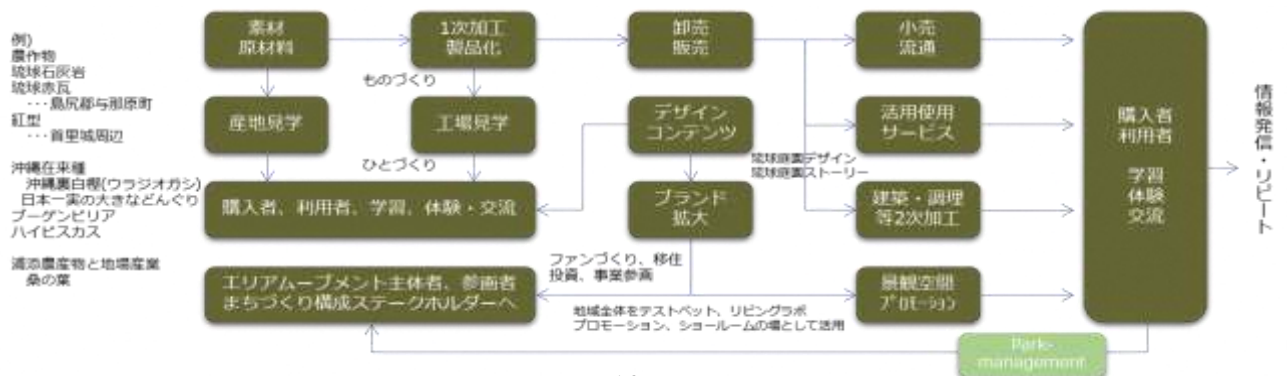 例)
農作物
琉球石灰岩
琉球赤瓦
・・・島尻郡与那原町
紅型
・・・首里城周辺
沖縄在来種
沖縄裏白樫(ウラジオガシ)
日本一実の大きなどんぐり
ブーゲンビリア
ハイビスカス
浦添農産物と地場産業
桑の葉
素材
原材料
1次加工
製品化
卸売
販売
小売
流通
ものづくり
産地見学
工場見学
デザイン
コンテンツ
活用使用
サービス
ひとづくり
琉球庭園デザイン
琉球庭園ストーリー
購入者、利用者、学習、体験・交流
ブランド
拡大
建築・調理
等2次加工
ファンづくり、移住
投資、事業参画
エリアムーブメント主体者、参画者
まちづくり構成ステークホルダーへ
地域全体をテストベット、リビングラボ
プロモーション、ショールームの場として活用
景観空間
プロモーション
購入者
利用者
学習
体験
交流
情報発信・リピート
Park-
management